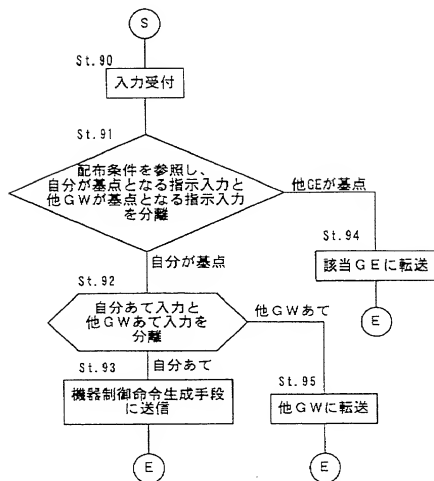 S
St.90
入力受付
St.91
配布条件を参照し、
自分が基点となる指示入力と
他GWが基点となる指示入力
を分離
他GEが基点
St.94
該当GEに転送
E
自分が基点
St.92
自分あて入力と
他GWあて入力を
分離
他GWあて
St.93
自分あて
機器制御命令生成手段
に送信
E
St.95
他GWに転送
E